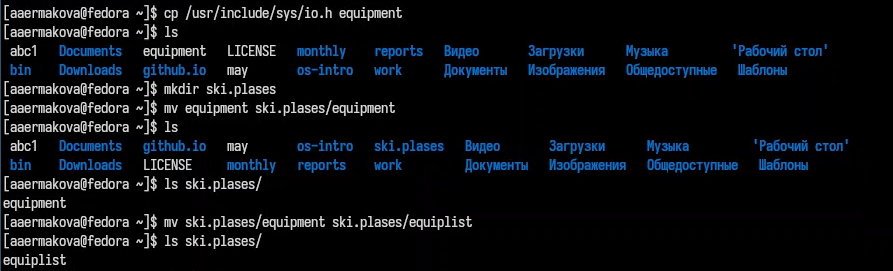 [aaermakova@fedora ~]$ cp /usr/include/sys/io.h equipment
[aaermakova@fedora ~]$ ls
abc1 Documents equipment LICENSE monthly reports Видео Загрузки Музыка 'Рабочий стол'
bin Downloads github.io may os-intro work Документы Изображения Общедоступные Шаблоны
[aaermakova@fedora ~]$ mkdir ski.plases
[aaermakova@fedora ~]$ mv equipment ski.plases/equipment
[aaermakova@fedora ~]$ ls
abc1 Documents github.io may os-intro ski.plases Видео Загрузки Музыка 'Рабочий стол'
bin Downloads LICENSE monthly reports work Документы Изображения Общедоступные Шаблоны
[aaermakova@fedora ~]$ ls ski.plases/
equipment
[aaermakova@fedora ~]$ mv ski.plases/equipment ski.plases/equiplist
[aaermakova@fedora ~]$ ls ski.plases/
equiplist